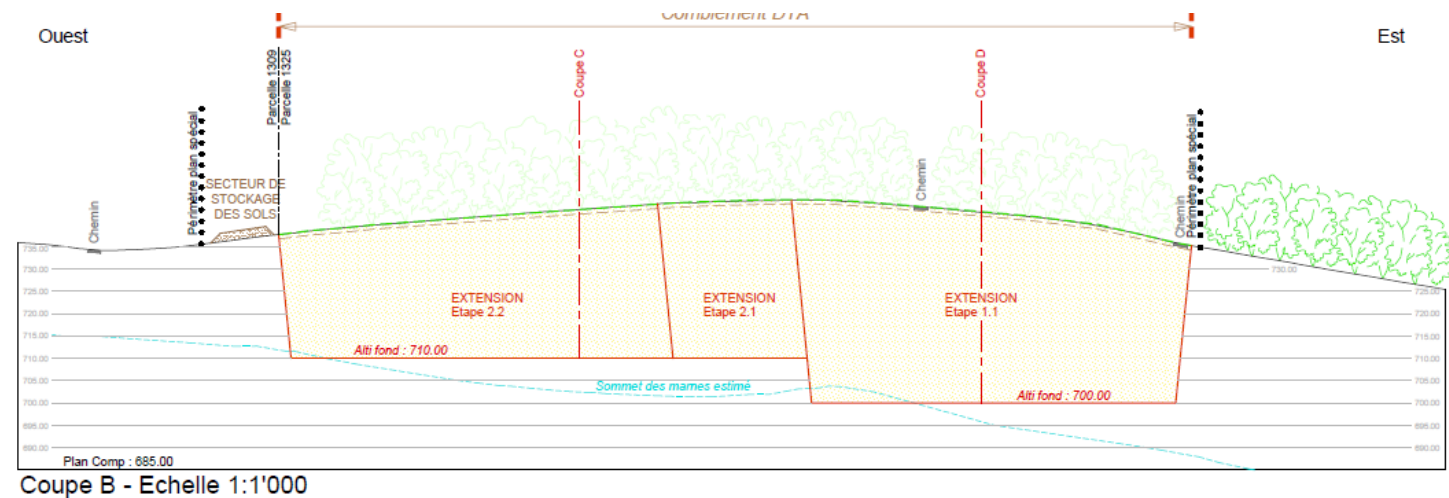 Comblement DTA
Ouest
Est
Parcelle 1309
Parcelle 1325
Coupe C
Coupe D
Périmètre plan spécial
Périmètre plan spécial
Chemin
Chemin
Chemin
SECTEUR DE
STOCKAGE
DES SOLS
735.00
730.00
725.00
720.00
715.00
710.00
705.00
700.00
695.00
690.00
730.00
725.00
720.00
715.00
710.00
705.00
700.00
695.00
690.00
EXTENSION
Etape 2.2
EXTENSION
Etape 2.1
EXTENSION
Etape 1.1
Alti fond : 710.00
Sommet des marnes estimé
Alti fond : 700.00
Plan Comp : 685.00
Coupe B - Echelle 1:1'000